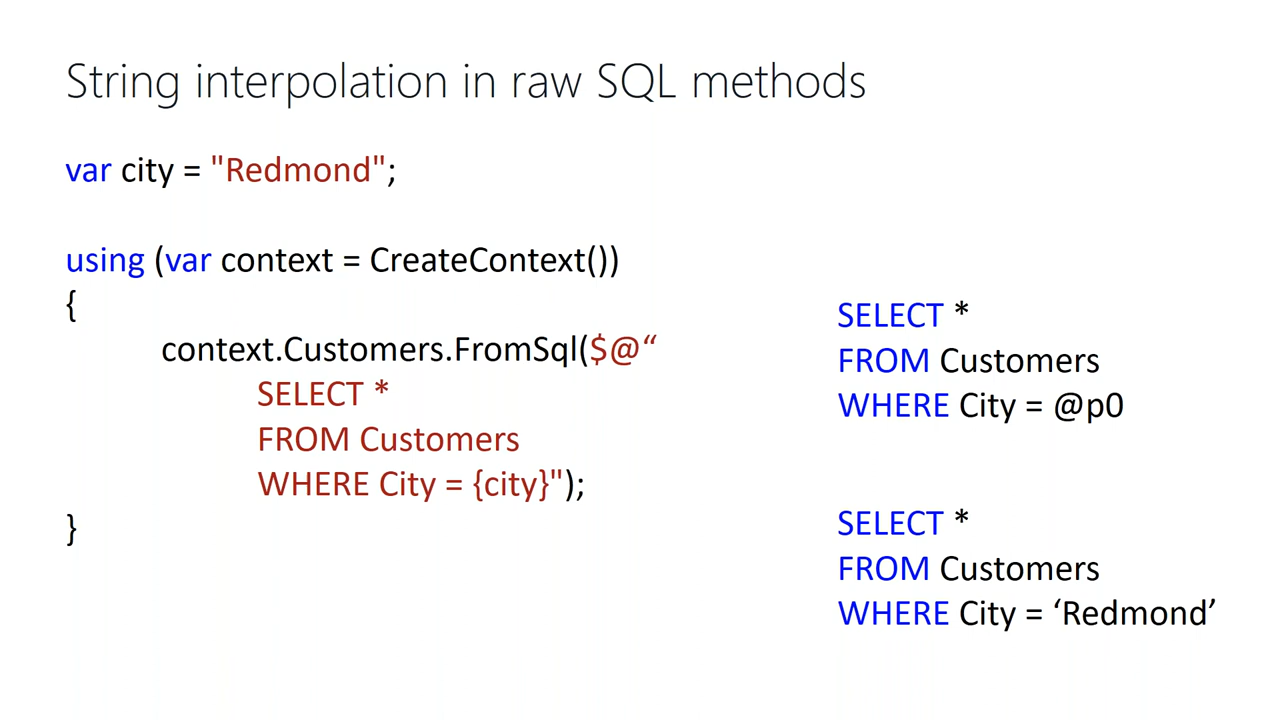 String interpolation in raw SQL methods
var city = "Redmond";
using (var context = CreateContext())
{
context.Customers.FromSql($@“
SELECT *
FROM Customers
WHERE City = {city}");
}
SELECT *
FROM Customers
WHERE City = @p0
SELECT *
FROM Customers
WHERE City = ‘Redmond’